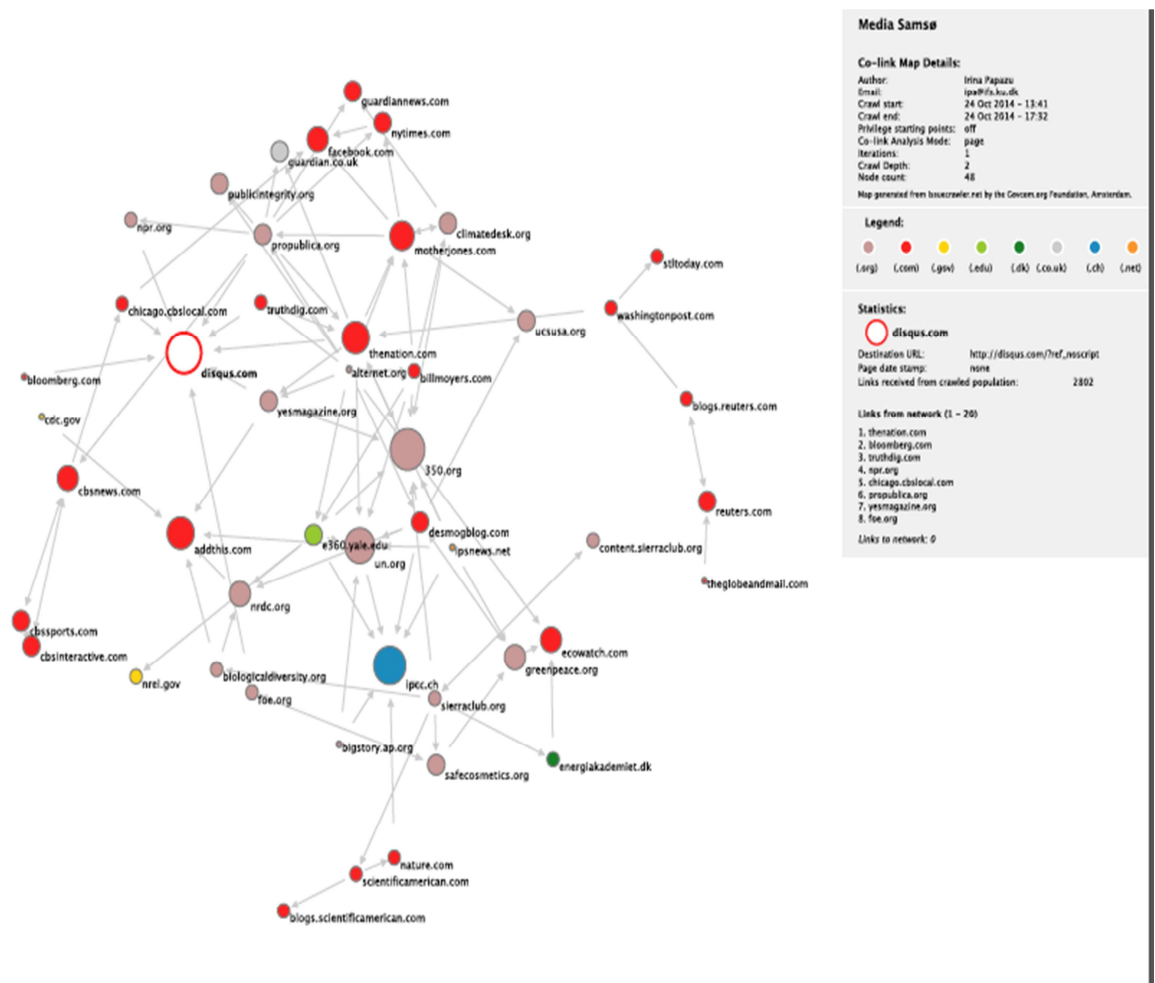 Media Samsø
Co-link Map Details:
Author: Irina Papazu
Email: ipa@ifs.ku.dk
Crawl start: 24 Oct 2014 - 13:41
Crawl end: 24 Oct 2014 - 17:32
Privilege starting points: off
Co-link Analysis Mode: page
Iterations: 1
Crawl Depth: 2
Node count: 48
Map generated from issuecrawler.net by the Govcom.org Foundation, Amsterdam.
Legend:
(.org) (.com) (.gov) (.edu) (.dk) (.co.uk) (.ch) (.net)
Statistics:
disqus.com
Destination URL: http://disqus.com/?ref_noscript
Page date stamp: none
Links received from crawled population: 2802
Links from network (1 - 20)
1. thenation.com
2. bloomberg.com
3. truthdig.com
4. npr.org
5. chicago.cbslocal.com
6. propublica.org
7. yesmagazine.org
8. foe.org
Links to network: 0
guardiannews.com
nytimes.com
facebook.com
guardian.co.uk
publicintegrity.org
npr.org
propublica.org
climatedesk.org
motherjones.com
stltoday.com
chicago.cbslocal.com
truthdig.com
washingtonpost.com
ucsusa.org
thenation.com
disqus.com
alternet.org
billmoyers.com
bloomberg.com
yesmagazine.org
blogs.reuters.com
cdc.gov
350.org
cbsnews.com
reuters.com
desmogblog.com
addthis.com
e360.yale.edu
ipsnews.net
content.sierraclub.org
un.org
theglobeandmail.com
nrdc.org
cbssports.com
cbsinteractive.com
ecowatch.com
greenpeace.org
biologicaldiversity.org
nrel.gov
ipcc.ch
foe.org
sierraclub.org
bigstory.ap.org
energiakademiet.dk
safecosmetics.org
nature.com
scientificamerican.com
blogs.scientificamerican.com